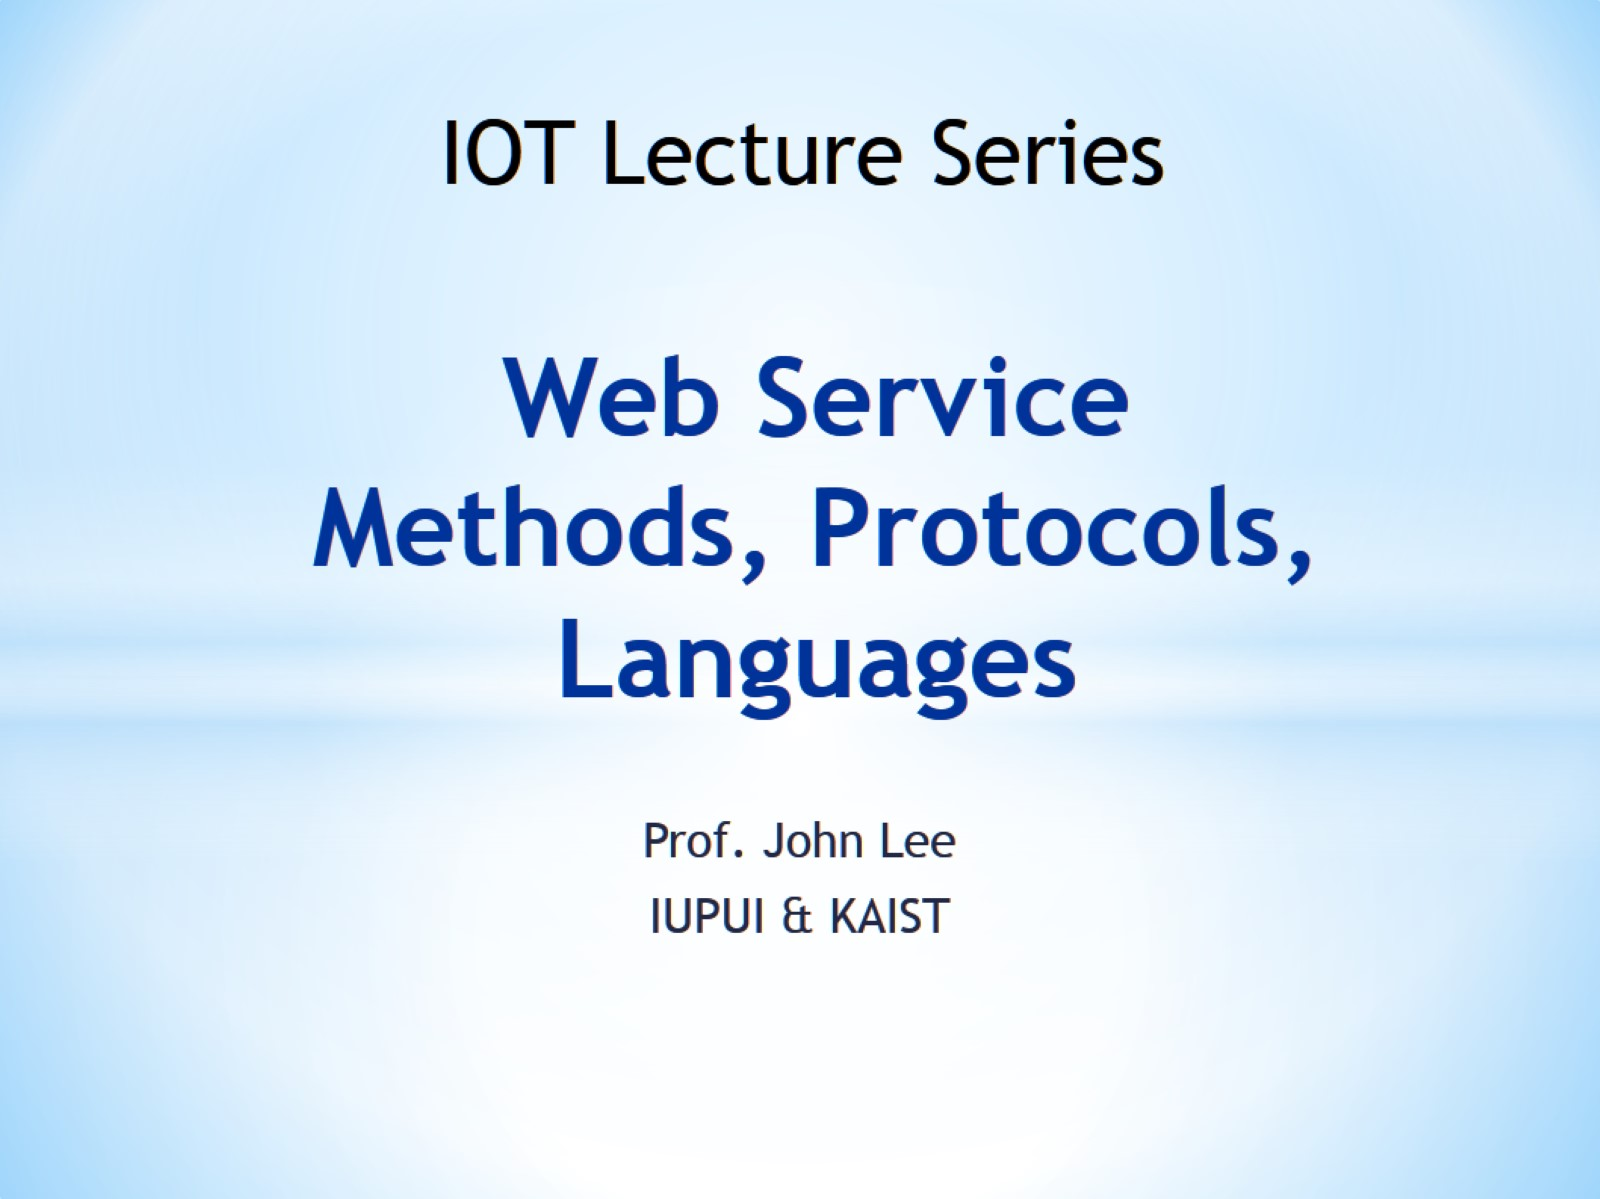 IOT Lecture Series
Web Service
Methods, Protocols,
Languages
Prof. John Lee
IUPUI & KAIST